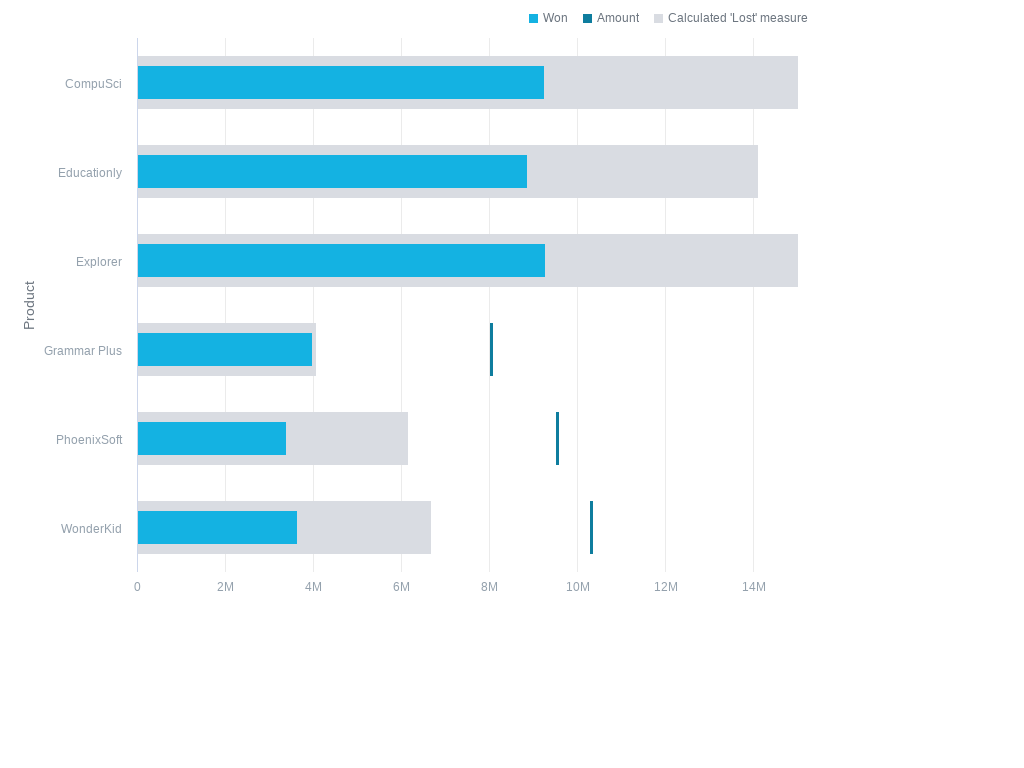 Won Amount Calculated 'Lost' measure
Product
CompuSci
Educationly
Explorer
Grammar Plus
PhoenixSoft
WonderKid
0 2M 4M 6M 8M 10M 12M 14M